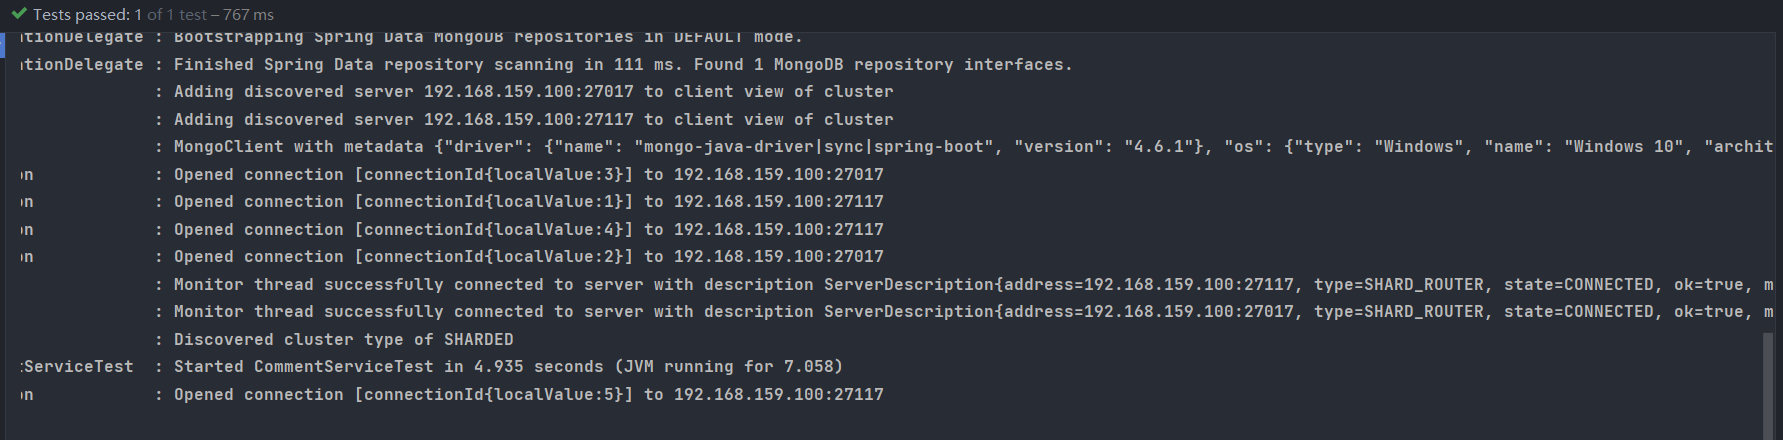 Tests passed: 1 of 1 test – 767 ms
ationDelegate : Bootstrapping Spring Data MongoDB repositories in DEFAULT mode.
ationDelegate : Finished Spring Data repository scanning in 111 ms. Found 1 MongoDB repository interfaces.
: Adding discovered server 192.168.159.100:27017 to client view of cluster
: Adding discovered server 192.168.159.100:27117 to client view of cluster
: MongoClient with metadata {"driver": {"name": "mongo-java-driver|sync|spring-boot", "version": "4.6.1"}, "os": {"type": "Windows", "name": "Windows 10", "archit
on : Opened connection [connectionId{localValue:3}] to 192.168.159.100:27017
on : Opened connection [connectionId{localValue:1}] to 192.168.159.100:27117
on : Opened connection [connectionId{localValue:4}] to 192.168.159.100:27117
on : Opened connection [connectionId{localValue:2}] to 192.168.159.100:27017
: Monitor thread successfully connected to server with description ServerDescription{address=192.168.159.100:27117, type=SHARD_ROUTER, state=CONNECTED, ok=true, m
: Monitor thread successfully connected to server with description ServerDescription{address=192.168.159.100:27017, type=SHARD_ROUTER, state=CONNECTED, ok=true, m
: Discovered cluster type of SHARDED
tServiceTest : Started CommentServiceTest in 4.935 seconds (JVM running for 7.058)
on : Opened connection [connectionId{localValue:5}] to 192.168.159.100:27117